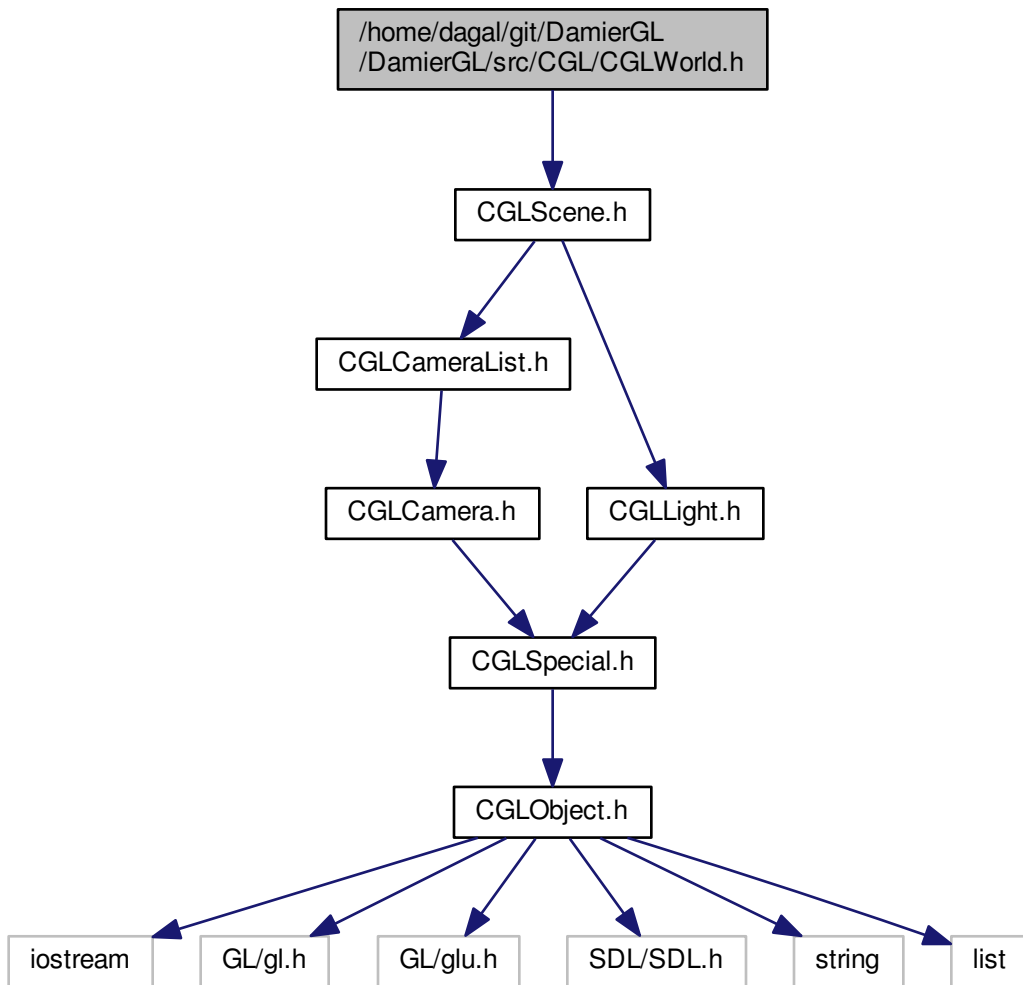 /home/dagal/git/DamierGL
/DamierGL/src/CGL/CGLWorld.h
CGLScene.h
CGLCameraList.h
CGLCamera.h
CGLLight.h
CGLSpecial.h
CGLObject.h
iostream
GL/gl.h
GL/glu.h
SDL/SDL.h
string
list